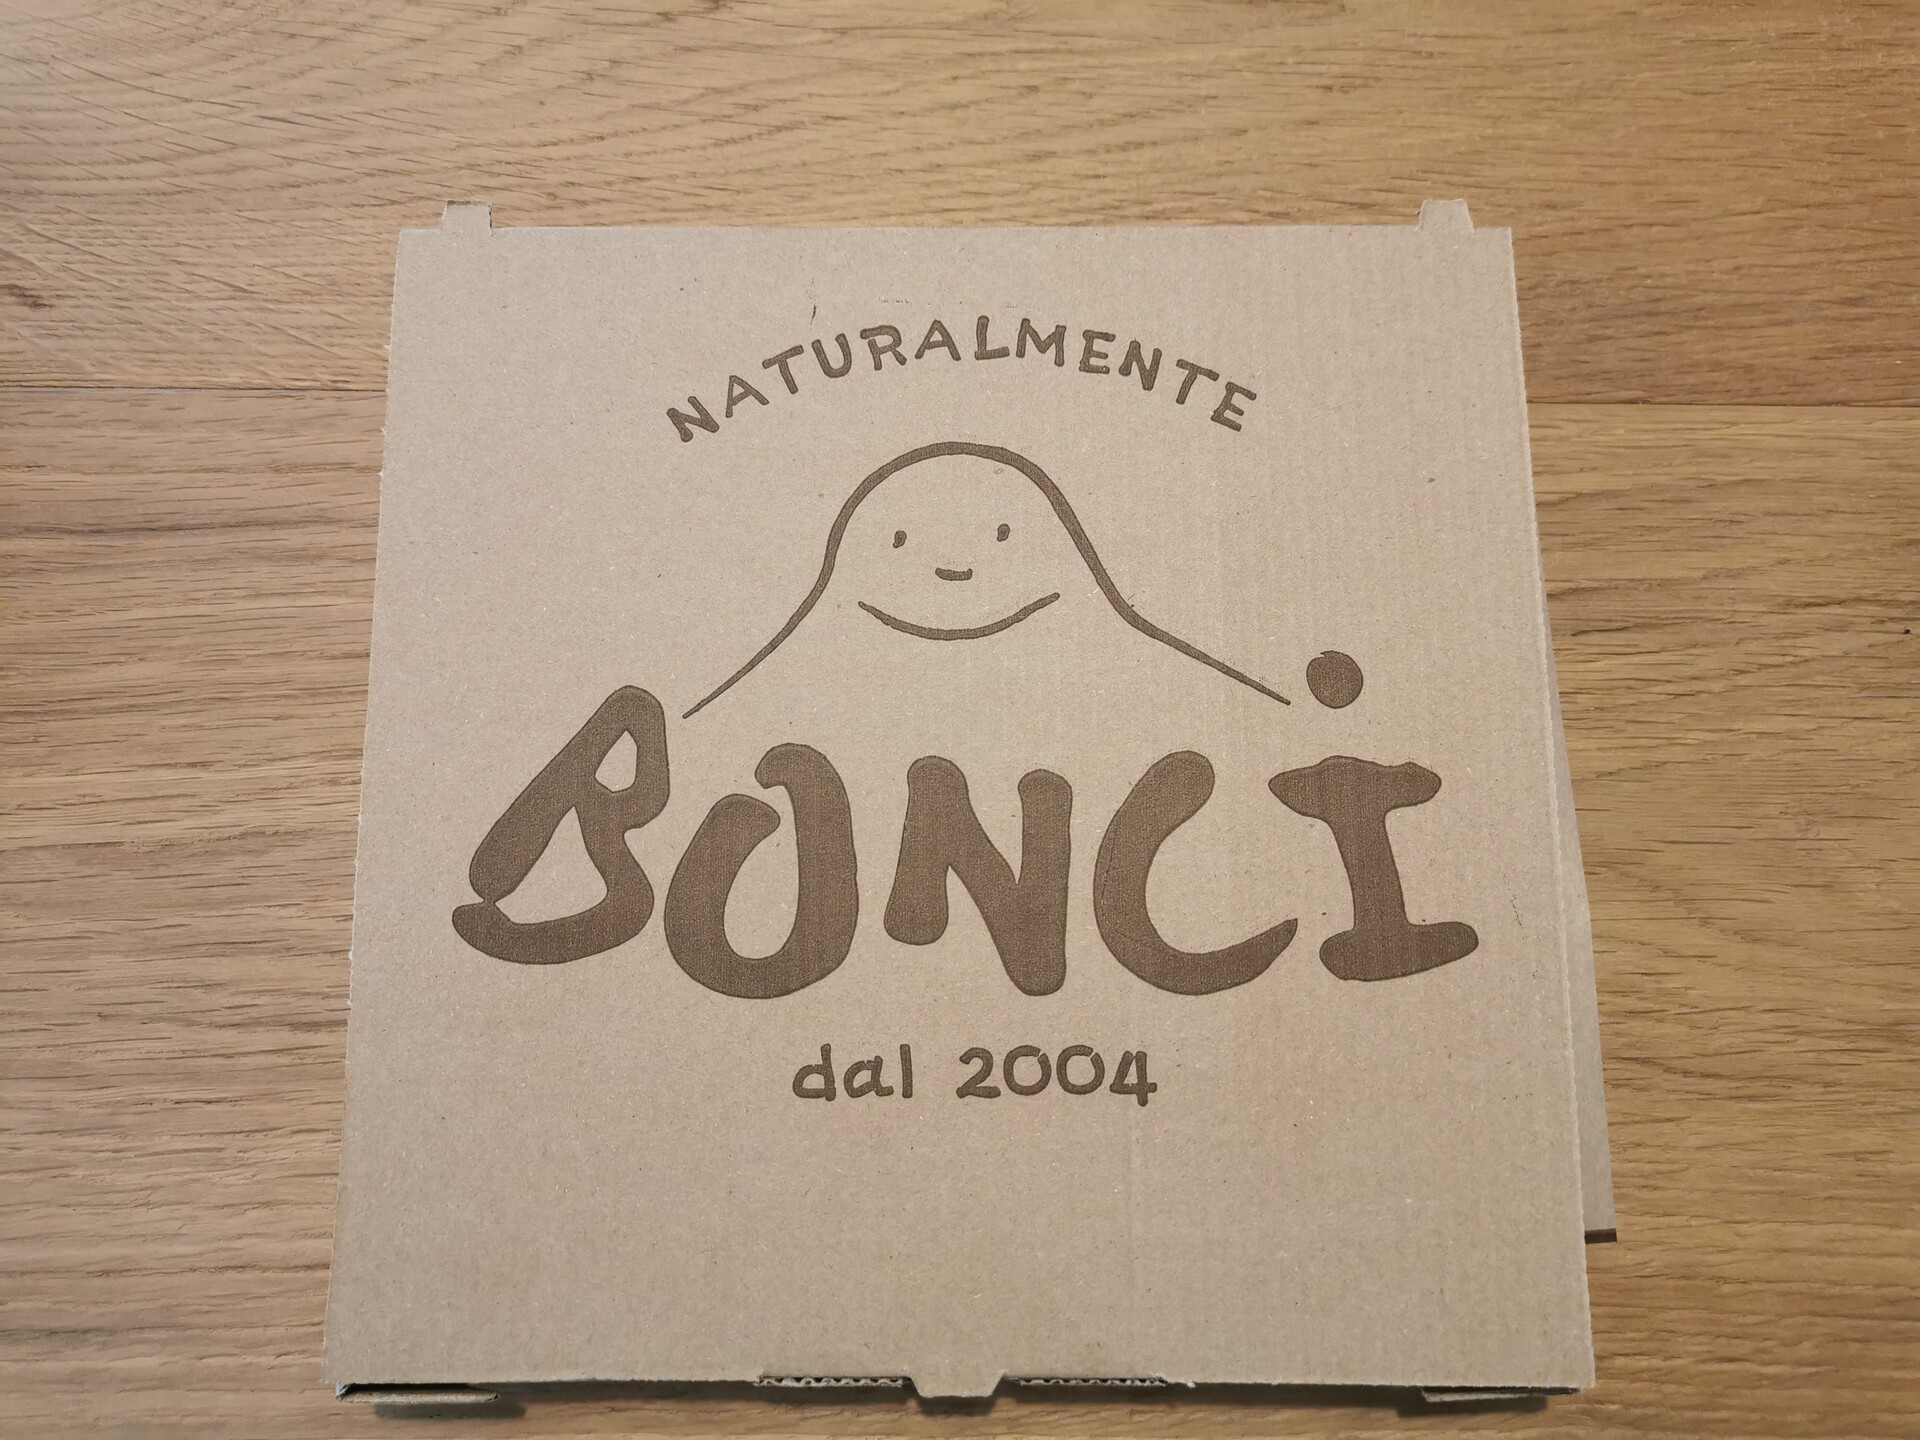 NATURALMENTE
BONCi
dal 2004